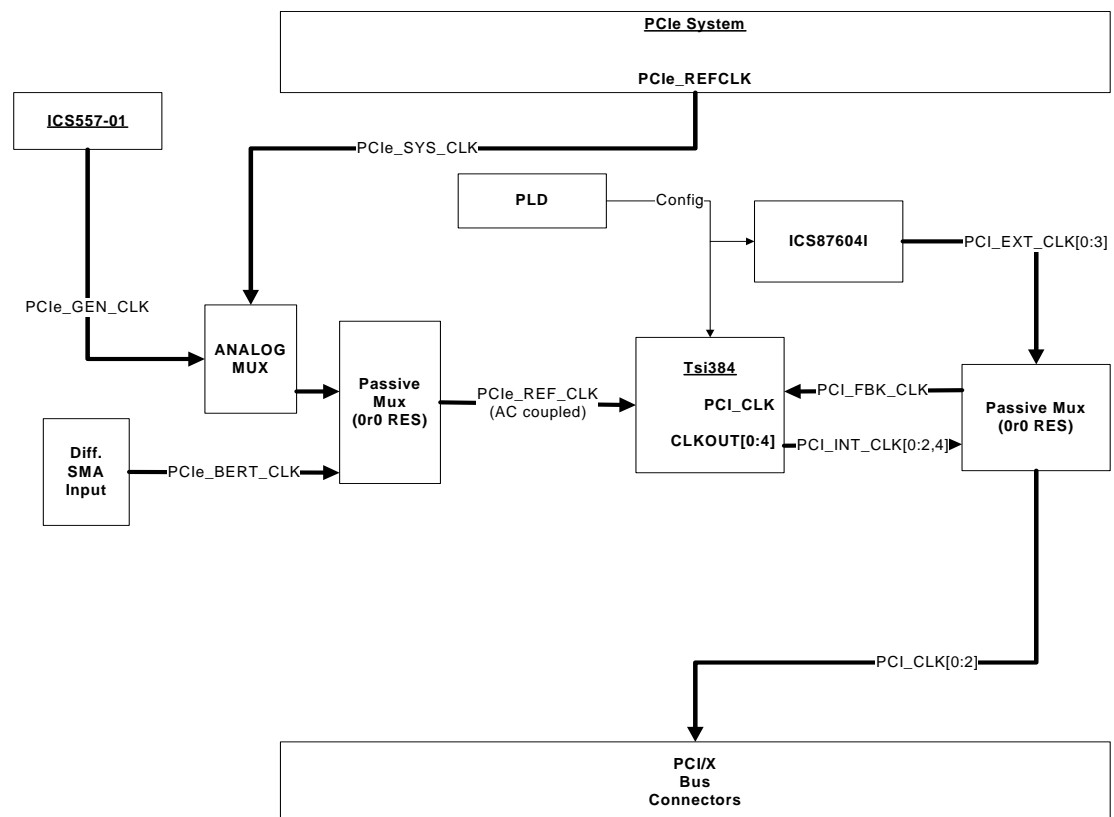 PCIe System
PCIe_REFCLK
ICS557-01
PCIe_SYS_CLK
PLD
Config
ICS87604I
PCI_EXT_CLK[0:3]
PCIe_GEN_CLK
ANALOG
MUX
Passive
Mux
(0r0 RES)
PCIe_REF_CLK
(AC coupled)
Tsi384
PCI_CLK
CLKOUT[0:4]
PCI_FBK_CLK
PCI_INT_CLK[0:2,4]
Passive Mux
(0r0 RES)
Diff.
SMA
Input
PCIe_BERT_CLK
PCI_CLK[0:2]
PCI/X
Bus
Connectors